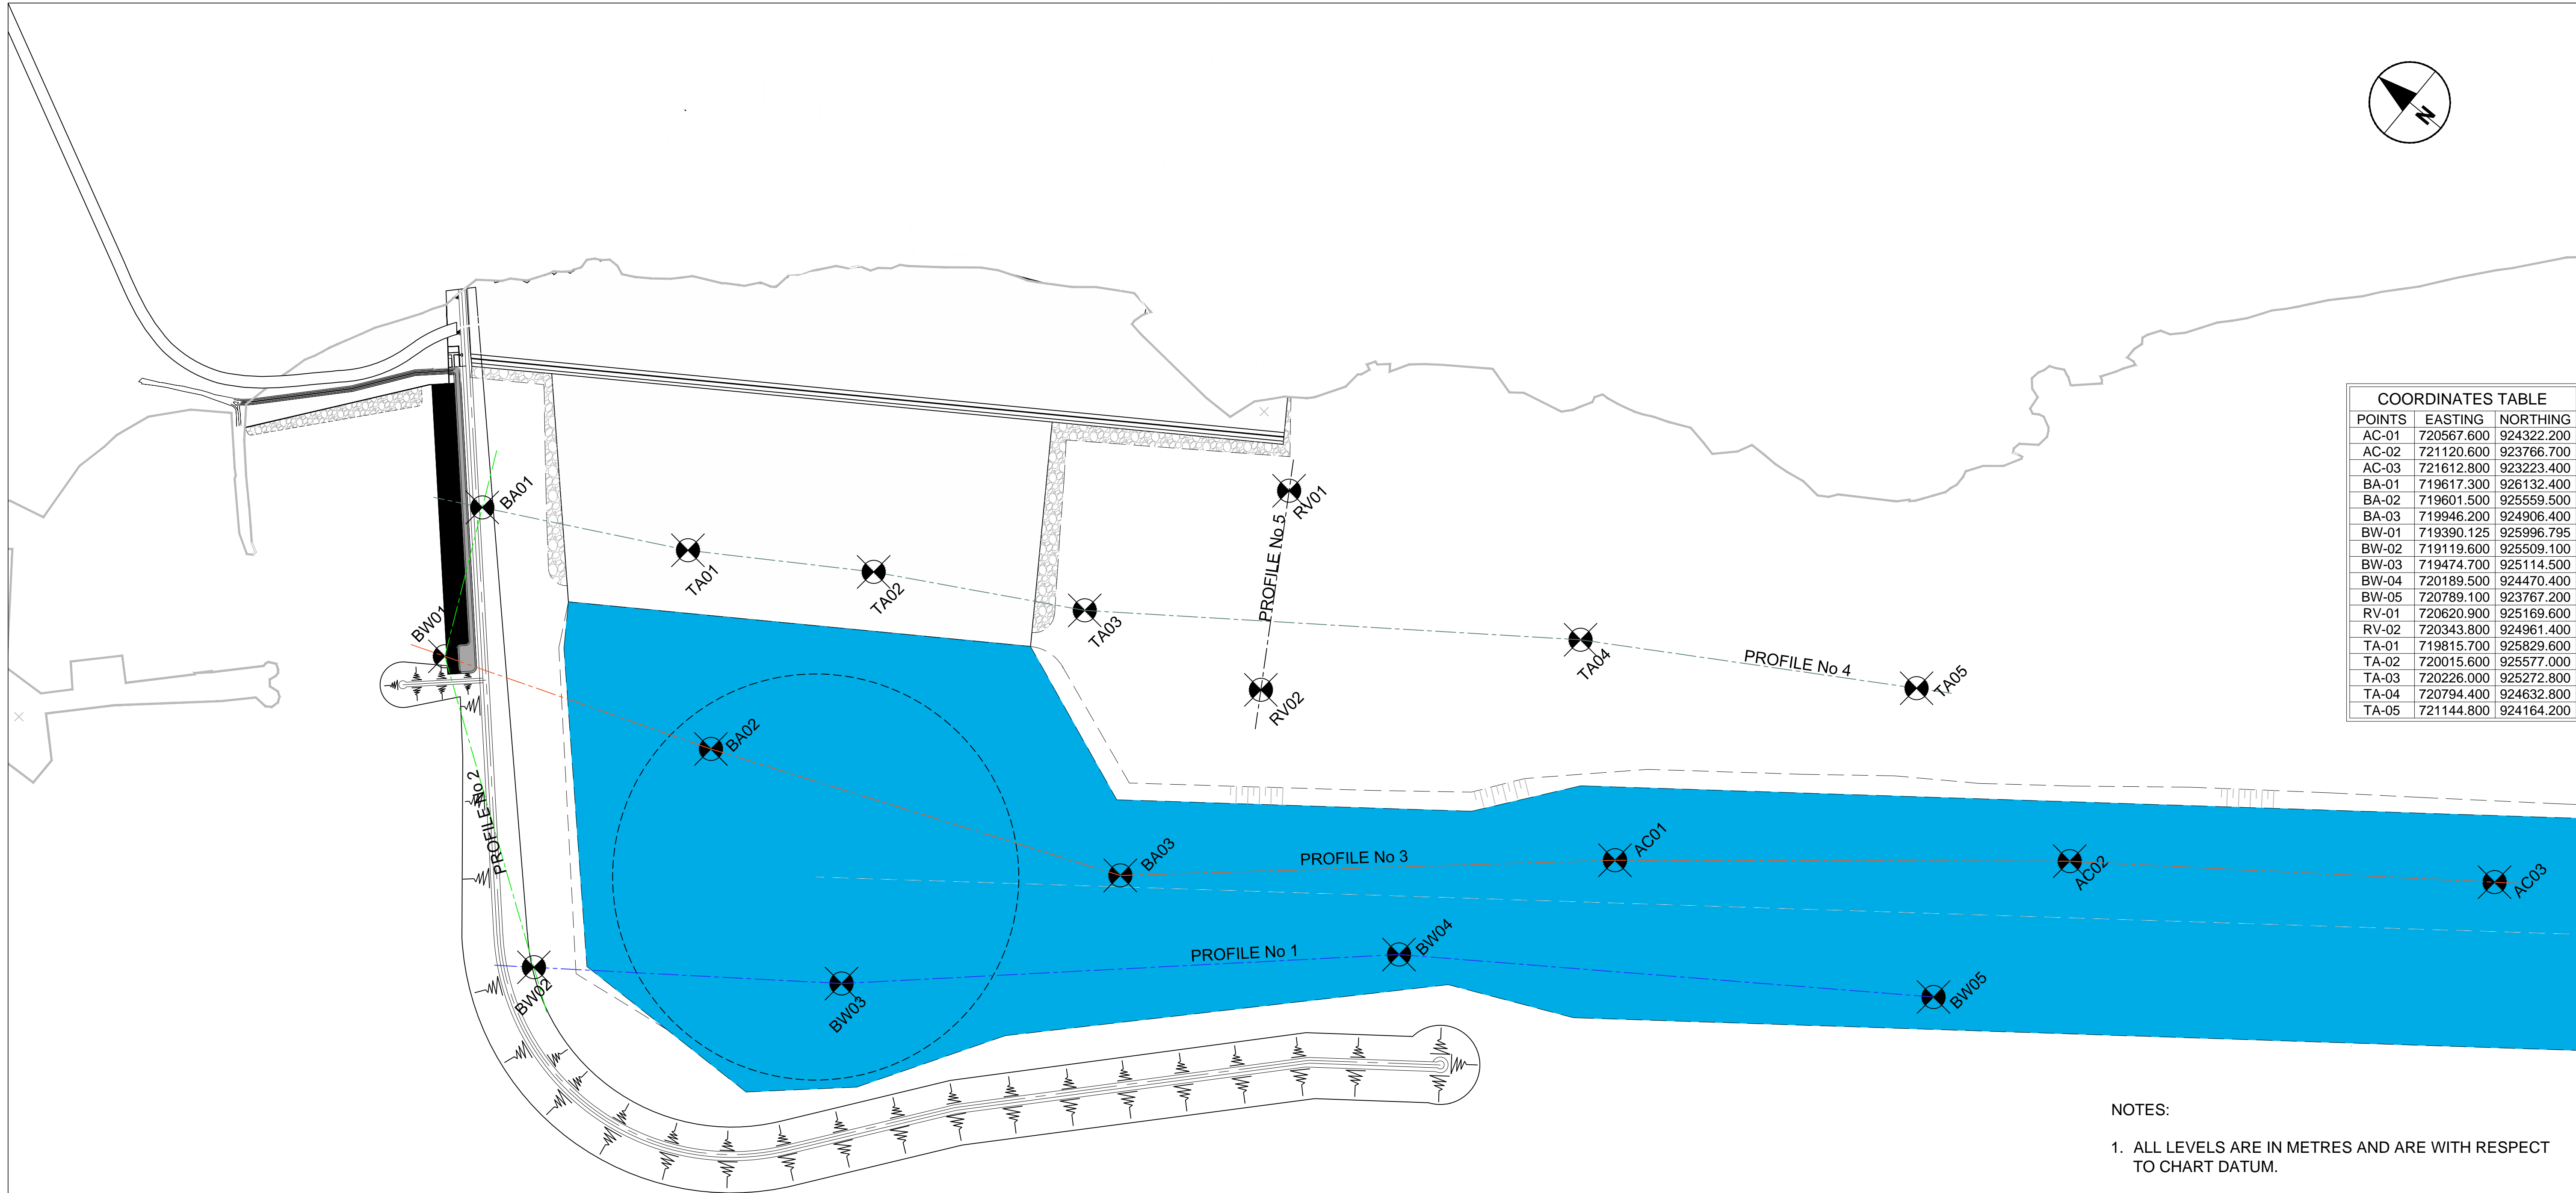 N
BA01
TA01
TA02
TA03
RV01
PROFILE No 5
RV02
TA04
PROFILE No 4
TA05
BW01
BA02
PROFILE No 2
BA03
PROFILE No 3
AC01
AC02
AC03
BW02
BW03
PROFILE No 1
BW04
BW05
COORDINATES TABLE
POINTS EASTING NORTHING
AC-01 720567.600 924322.200
AC-02 721120.600 923766.700
AC-03 721612.800 923223.400
BA-01 719617.300 926132.400
BA-02 719601.500 925559.500
BA-03 719946.200 924906.400
BW-01 719390.125 925996.795
BW-02 719119.600 925509.100
BW-03 719474.700 925114.500
BW-04 720189.500 924470.400
BW-05 720789.100 923767.200
RV-01 720620.900 925169.600
RV-02 720343.800 924961.400
TA-01 719815.700 925829.600
TA-02 720015.600 925577.000
TA-03 720226.000 925272.800
TA-04 720794.400 924632.800
TA-05 721144.800 924164.200
NOTES:
1. ALL LEVELS ARE IN METRES AND ARE WITH RESPECT
TO CHART DATUM.